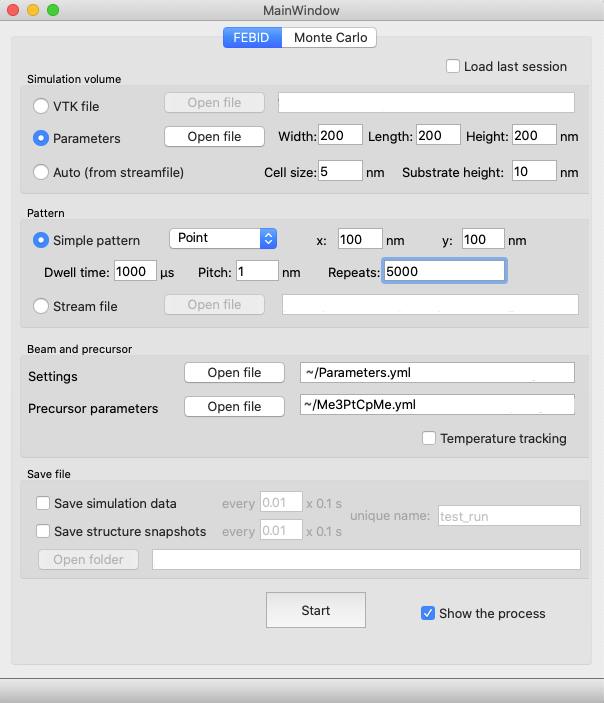 MainWindow
FEBID Monte Carlo
Load last session
Simulation volume
VTK file Open file
Parameters Open file Width: 200 Length: 200 Height: 200 nm
Auto (from streamfile) Cell size: 5 nm Substrate height: 10 nm
Pattern
Simple pattern Point x: 100 nm y: 100 nm
Dwell time: 1000 µs Pitch: 1 nm Repeats: 5000
Stream file Open file
Beam and precursor
Settings Open file ~/Parameters.yml
Precursor parameters Open file ~/Me3PtCpMe.yml
Temperature tracking
Save file
Save simulation data every 0.01 x 0.1 s
unique name: test_run
Save structure snapshots every 0.01 x 0.1 s
Open folder
Start Show the process